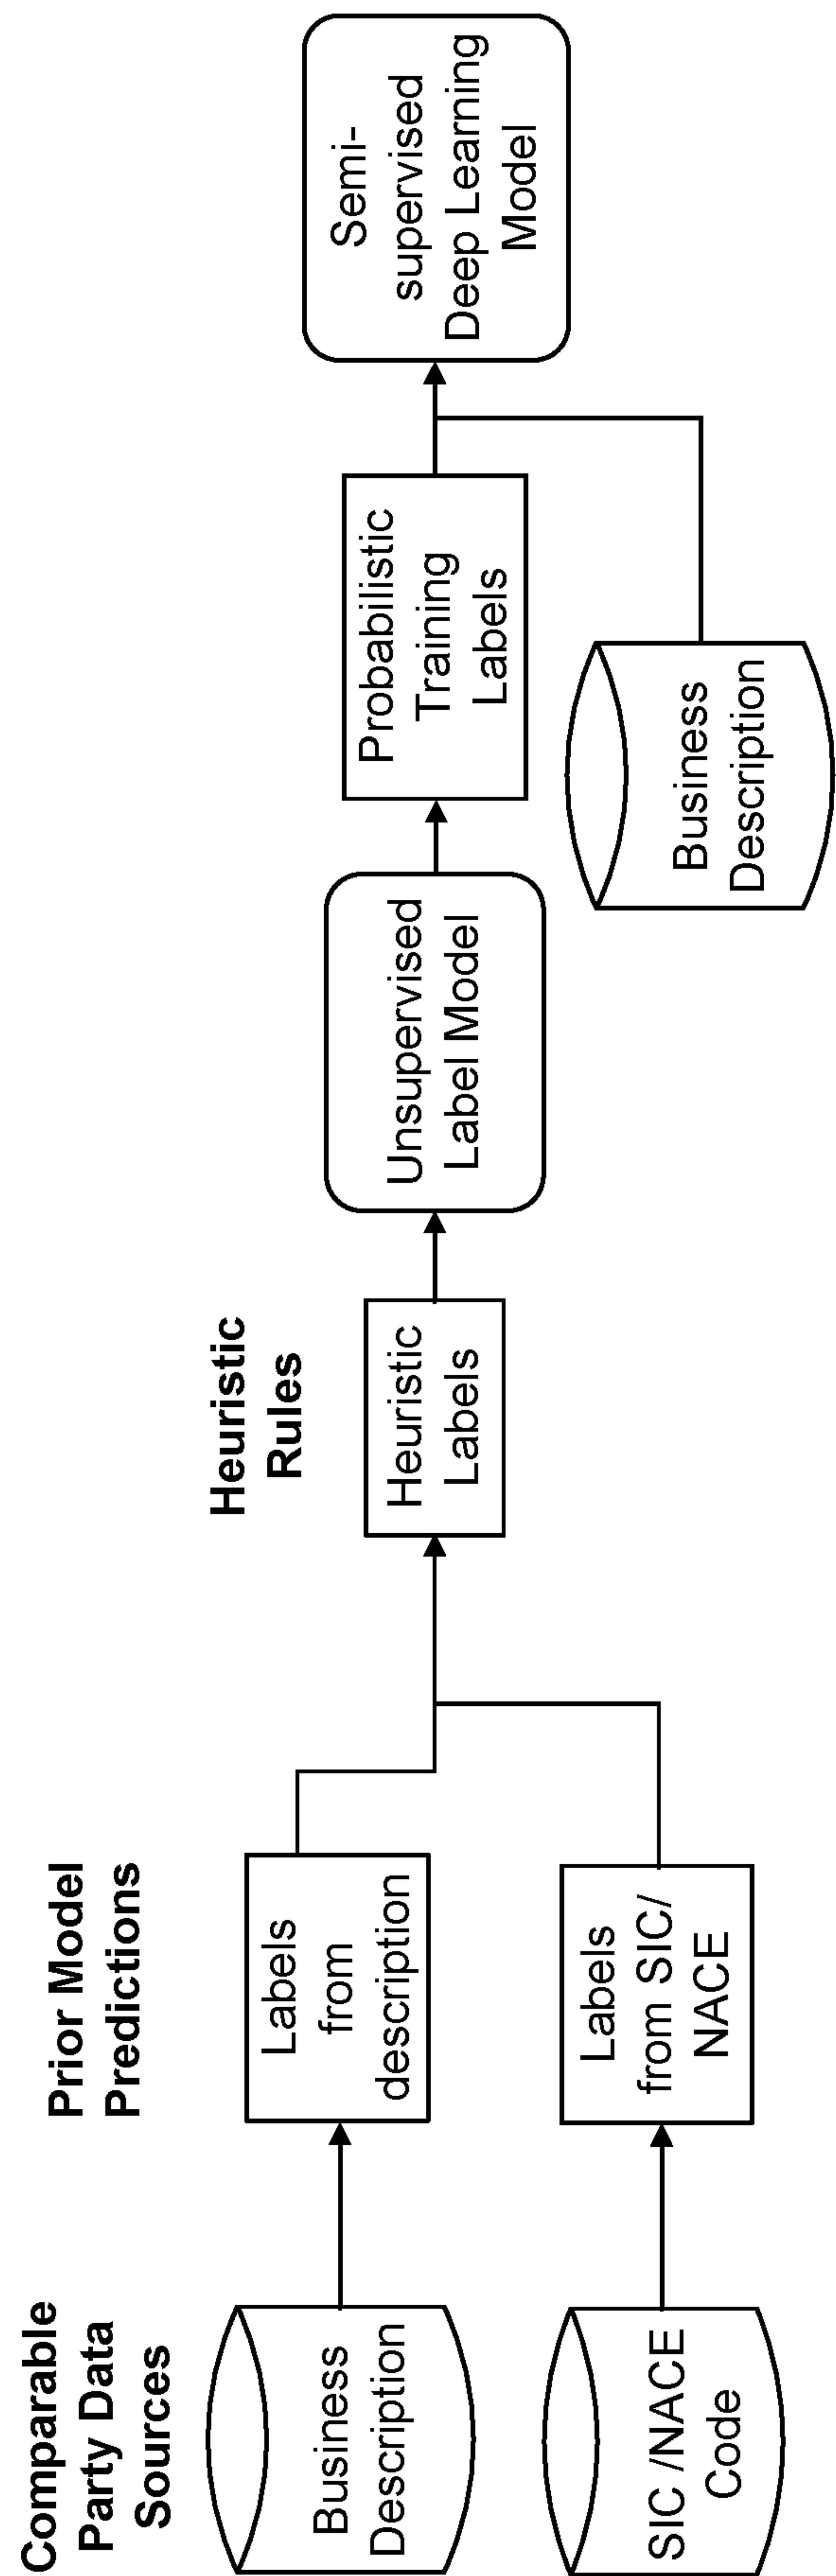 Comparable
Party Data
Sources
Prior Model
Predictions
Heuristic
Rules
Business
Description
Labels
from
description
SIC /NACE
Code
Labels
from SIC/
NACE
Heuristic
Labels
Unsupervised
Label Model
Probabilistic
Training
Labels
Business
Description
Semi-
supervised
Deep Learning
Model